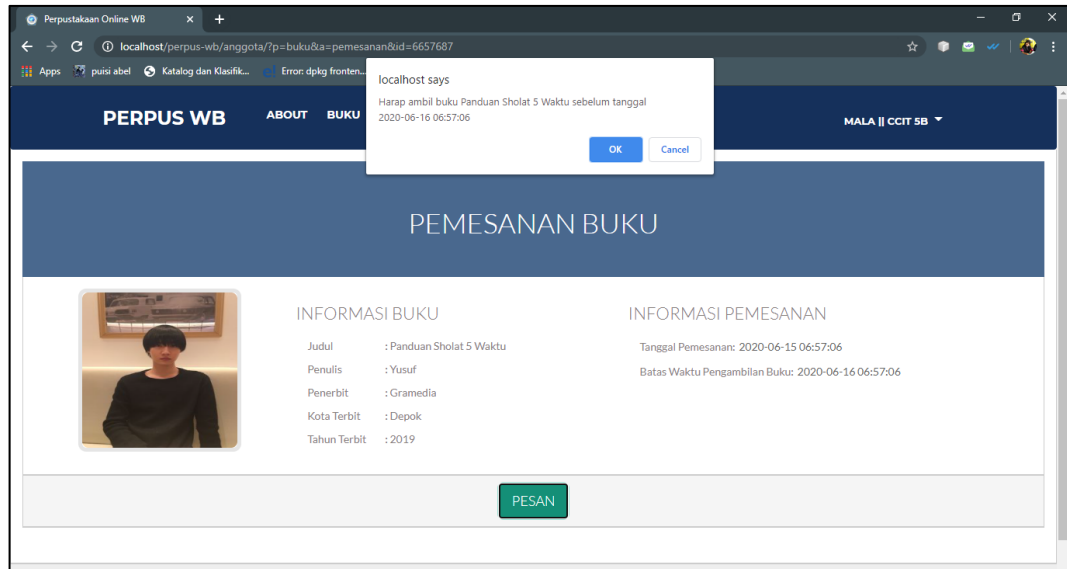 Perpustakaan Online WB
localhost/perpus-wb/anggota/?p=buku&a=pemesanan&id=6657687
Apps puisi abel Katalog dan Klasifik... Error: dpkg fronten...
localhost says
Harap ambil buku Panduan Sholat 5 Waktu sebelum tanggal
2020-06-16 06:57:06
OK Cancel
PERPUS WB ABOUT BUKU MALA || CCIT 5B
PEMESANAN BUKU
INFORMASI BUKU
Judul : Panduan Sholat 5 Waktu
Penulis : Yusuf
Penerbit : Gramedia
Kota Terbit : Depok
Tahun Terbit : 2019
INFORMASI PEMESANAN
Tanggal Pemesanan: 2020-06-15 06:57:06
Batas Waktu Pengambilan Buku: 2020-06-16 06:57:06
PESAN